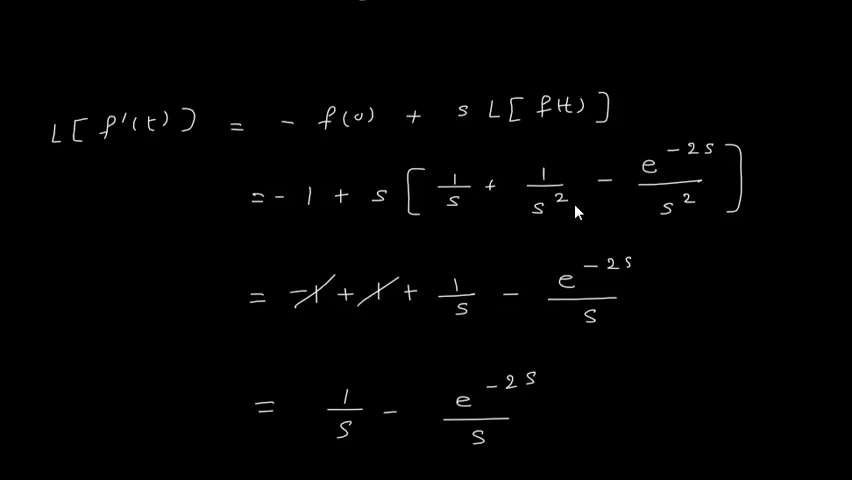 L[f'(t)] = - f(0) + s L[f(t)]
= - 1 + s [ 1/s + 1/s² - e^{-2s}/s² ]
= -1 + 1 + 1/s - e^{-2s}/s
= 1/s - e^{-2s}/s